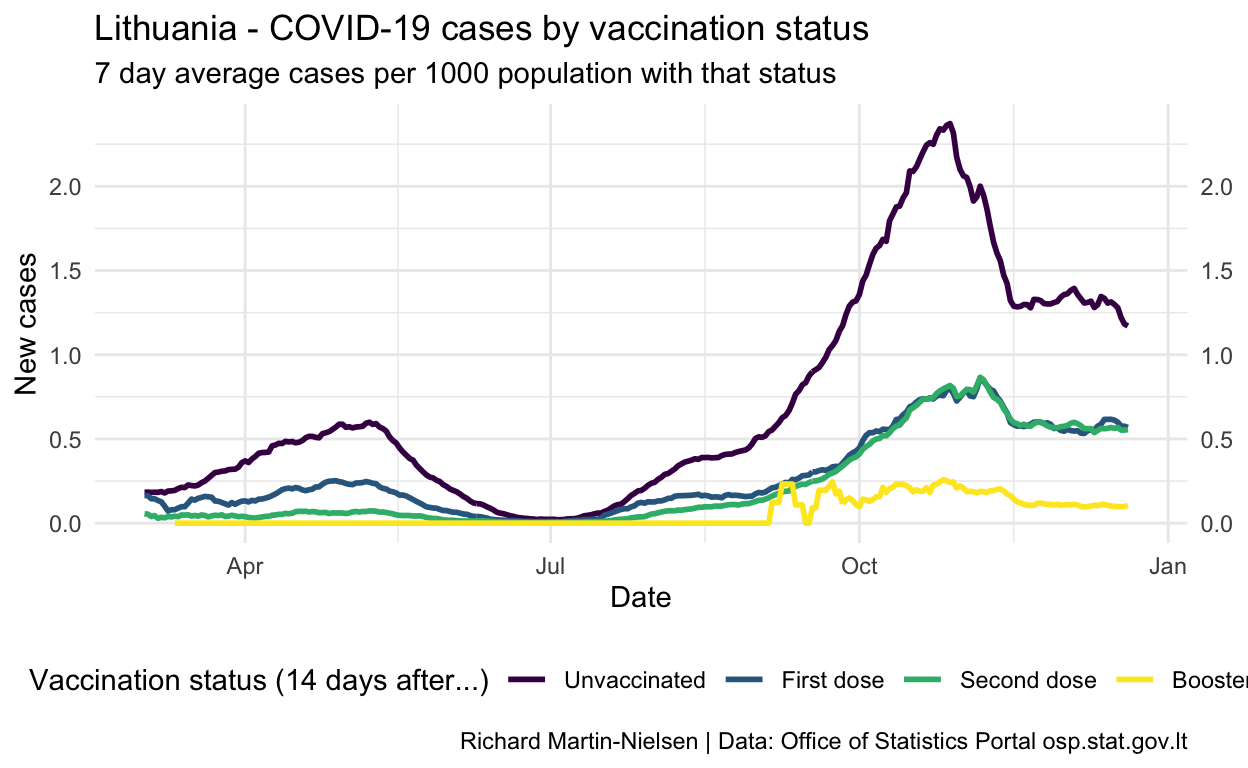 Lithuania - COVID-19 cases by vaccination status
7 day average cases per 1000 population with that status
2.0 2.0
1.5 1.5
1.0 1.0
0.5 0.5
0.0 0.0
New cases
Apr Jul Oct Jan
Date
Vaccination status (14 days after...) Unvaccinated First dose Second dose Booster
Richard Martin-Nielsen | Data: Office of Statistics Portal osp.stat.gov.lt